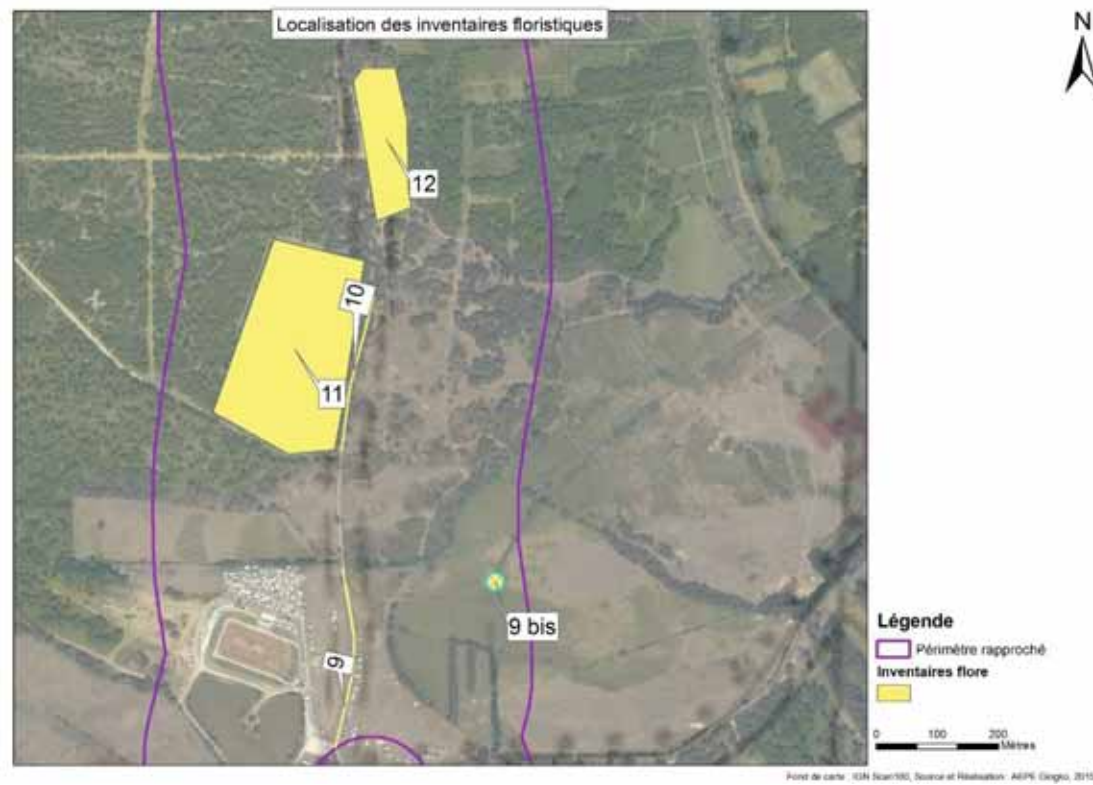 Localisation des inventaires floristiques
N
12
10
11
9 bis
9
Légende
Périmètre rapproché
Inventaires flore
0 100 200
Mètres
Fond de carte : IGN Scan100, Source et Réalisation : AEPE Gingko, 2015